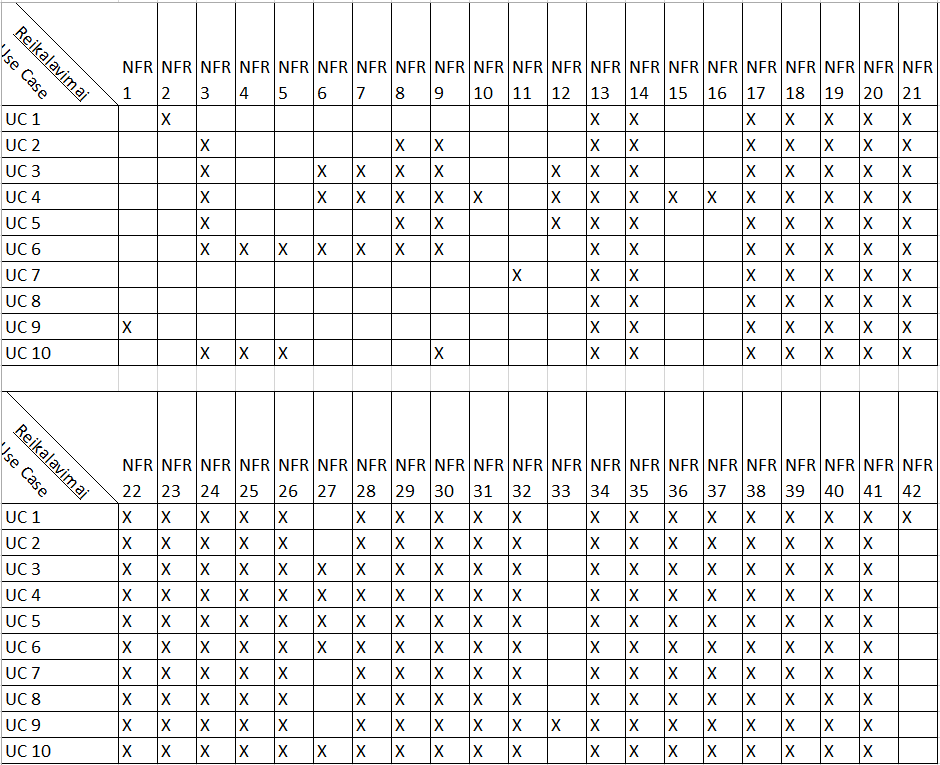 Reikalavimai
Use Case
NFR 1 NFR 2 NFR 3 NFR 4 NFR 5 NFR 6 NFR 7 NFR 8 NFR 9 NFR 10 NFR 11 NFR 12 NFR 13 NFR 14 NFR 15 NFR 16 NFR 17 NFR 18 NFR 19 NFR 20 NFR 21
UC 1 X X X X X X X X
UC 2 X X X X X X X X X X
UC 3 X X X X X X X X X X X X X
UC 4 X X X X X X X X X X X X X X X X
UC 5 X X X X X X X X X X X
UC 6 X X X X X X X X X X X X X X
UC 7 X X X X X X X X
UC 8 X X X X X X X
UC 9 X X X X X X X X
UC 10 X X X X X X X X X X X
Reikalavimai
Use Case
NFR 22 NFR 23 NFR 24 NFR 25 NFR 26 NFR 27 NFR 28 NFR 29 NFR 30 NFR 31 NFR 32 NFR 33 NFR 34 NFR 35 NFR 36 NFR 37 NFR 38 NFR 39 NFR 40 NFR 41 NFR 42
UC 1 X X X X X X X X X X X X X X X X X X X
UC 2 X X X X X X X X X X X X X X X X X X
UC 3 X X X X X X X X X X X X X X X X X X X
UC 4 X X X X X X X X X X X X X X X X X X X
UC 5 X X X X X X X X X X X X X X X X X X X
UC 6 X X X X X X X X X X X X X X X X X X X
UC 7 X X X X X X X X X X X X X X X X X X
UC 8 X X X X X X X X X X X X X X X X X X
UC 9 X X X X X X X X X X X X X X X X X X X
UC 10 X X X X X X X X X X X X X X X X X X X